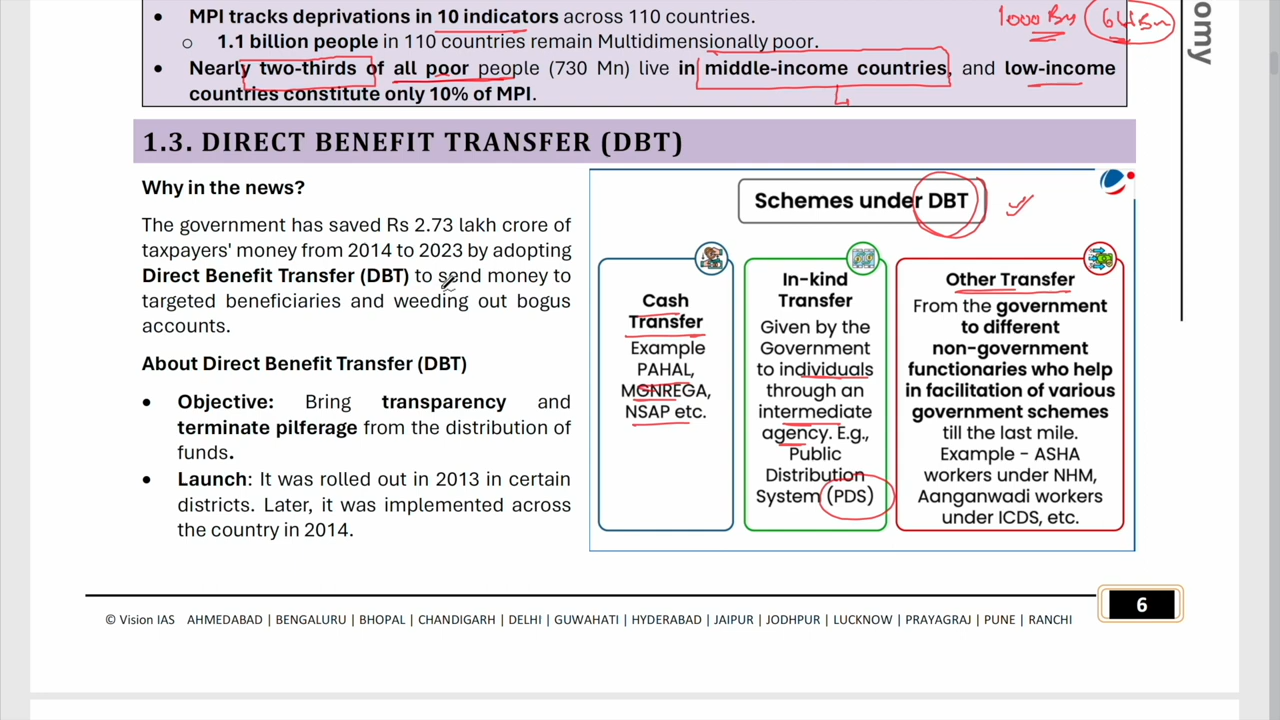 • MPI tracks deprivations in 10 indicators across 110 countries.
o 1.1 billion people in 110 countries remain Multidimensionally poor.
• Nearly two-thirds of all poor people (730 Mn) live in middle-income countries, and low-income
countries constitute only 10% of MPI.
1000
omy
1.3. DIRECT BENEFIT TRANSFER (DBT)
Why in the news?
The government has saved Rs 2.73 lakh crore of
taxpayers' money from 2014 to 2023 by adopting
Direct Benefit Transfer (DBT) to send money to
targeted beneficiaries and weeding out bogus
accounts.
About Direct Benefit Transfer (DBT)
• Objective: Bring transparency and
terminate pilferage from the distribution of
funds.
• Launch: It was rolled out in 2013 in certain
districts. Later, it was implemented across
the country in 2014.
Schemes under DBT
Cash
Transfer
Example
PAHAL,
MGNREGA,
NSAP etc.
In-kind
Transfer
Given by the
Government
to individuals
through an
intermediate
agency. E.g.,
Public
Distribution
System (PDS)
Other Transfer
From the government
to different
non-government
functionaries who help
in facilitation of various
government schemes
till the last mile.
Example - ASHA
workers under NHM,
Aanganwadi workers
under ICDS, etc.
© Vision IAS AHMEDABAD | BENGALURU | BHOPAL | CHANDIGARH | DELHI | GUWAHATI | HYDERABAD | JAIPUR | JODHPUR | LUCKNOW | PRAYAGRAJ | PUNE | RANCHI
6